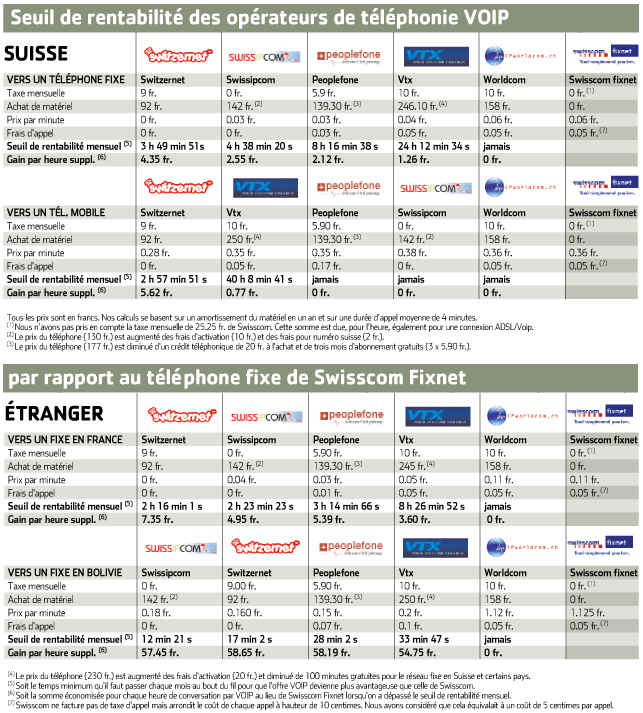 Seuil de rentabilité des opérateurs de téléphonie VOIP
SUISSE switzernet SWISSIPCOM peoplefone VTX IPworldcom.ch swisscom fixnet
VERS UN TÉLÉPHONE FIXE Switzernet Swissipcom Peoplefone Vtx Worldcom Swisscom fixnet
Taxe mensuelle 9 fr. 0 fr. 5.9 fr. 10 fr. 10 fr. 0 fr.(1)
Achat de matériel 92 fr. 142 fr.(2) 139.30 fr.(3) 246.10 fr.(4) 158 fr. 0 fr.
Prix par minute 0 fr. 0.03 fr. 0.03 fr. 0.04 fr. 0.06 fr. 0.06 fr.
Frais d'appel 0 fr. 0 fr. 0.03 fr. 0.05 fr. 0.05 fr. 0.05 fr.(7)
Seuil de rentabilité mensuel (5) 3 h 49 min 51s 4 h 38 min 20 s 8 h 16 min 38 s 24 h 12 min 34 s jamais
Gain par heure suppl. (6) 4.35 fr. 2.55 fr. 2.12 fr. 1.26 fr. 0 fr.
switzernet VTX peoplefone SWISSIPCOM IPworldcom.ch swisscom fixnet
VERS UN TÉL. MOBILE Switzernet Vtx Peoplefone Swissipcom Worldcom Swisscom fixnet
Taxe mensuelle 9 fr. 10 fr. 5.90 fr. 0 fr. 10 fr. 0 fr.(1)
Achat de matériel 92 fr. 250 fr.(4) 139.30 fr.(3) 142 fr.(2) 158 fr. 0 fr.
Prix par minute 0.28 fr. 0.35 fr. 0.35 fr. 0.38 fr. 0.36 fr. 0.36 fr.
Frais d'appel 0 fr. 0.05 fr. 0.17 fr. 0 fr. 0.05 fr. 0.05 fr.(7)
Seuil de rentabilité mensuel (5) 2 h 57 min 51 s 40 h 8 min 41 s jamais jamais jamais
Gain par heure suppl. (6) 5.62 fr. 0.77 fr. 0 fr. 0 fr. 0 fr.
Tous les prix sont en francs. Nos calculs se basent sur un amortissement du matériel en un an et sur une durée d'appel moyenne de 4 minutes.
(1)Nous n'avons pas pris en compte la taxe mensuelle de 25.25 fr. de Swisscom. Cette somme est due, pour l'heure, également pour une connexion ADSL/Voip.
(2)Le prix du téléphone (130 fr.) est augmenté des frais d'activation (10 fr.) et des frais pour numéro suisse (2 fr.).
(3)Le prix du téléphone (177 fr.) est diminué d'un crédit téléphonique de 20 fr. à l'achat et de trois mois d'abonnement gratuits (3 x 5.90 fr.).
par rapport au téléphone fixe de Swisscom Fixnet
ÉTRANGER switzernet SWISSIPCOM peoplefone VTX IPworldcom.ch swisscom fixnet
VERS UN FIXE EN FRANCE Switzernet Swissipcom Peoplefone Vtx Worldcom Swisscom fixnet
Taxe mensuelle 9 fr. 0 fr. 5.90 fr. 10 fr. 10 fr. 0 fr.(1)
Achat de matériel 92 fr. 142 fr.(2) 139.30 fr.(3) 245 fr.(4) 158 fr. 0 fr.
Prix par minute 0 fr. 0.04 fr. 0.03 fr. 0.05 fr. 0.11 fr. 0.11 fr.
Frais d'appel 0 fr. 0 fr. 0.01 fr. 0.05 fr. 0.05 fr. 0.05 fr.(7)
Seuil de rentabilité mensuel (5) 2 h 16 min 1 s 2 h 23 min 23 s 3 h 14 min 66 s 8 h 26 min 52 s jamais
Gain par heure suppl. (6) 7.35 fr. 4.95 fr. 5.39 fr. 3.60 fr. 0 fr.
SWISSIPCOM switzernet peoplefone VTX IPworldcom.ch swisscom fixnet
VERS UN FIXE EN BOLIVIE Swissipcom Switzernet Peoplefone Vtx Worldcom Swisscom fixnet
Taxe mensuelle 0 fr. 9.00 fr. 5.90 fr. 10 fr. 10 fr. 0 fr.(1)
Achat de matériel 142 fr.(2) 92 fr. 139.30 fr.(3) 250 fr.(4) 158 fr. 0 fr.
Prix par minute 0.18 fr. 0.160 fr. 0.15 fr. 0.2 fr. 1.12 fr. 1.125 fr.
Frais d'appel 0 fr. 0 fr. 0.07 fr. 0.1 fr. 0.05 fr. 0.05 fr.(7)
Seuil de rentabilité mensuel (5) 12 min 21 s 17 min 2 s 28 min 2 s 33 min 47 s jamais
Gain par heure suppl. (6) 57.45 fr. 58.65 fr. 58.19 fr. 54.75 fr. 0 fr.
(4)Le prix du téléphone (230 fr.) est augmenté des frais d'activation (20 fr.) et diminué de 100 minutes gratuites pour le réseau fixe en Suisse et certains pays.
(5)Soit le temps minimum qu'il faut passer chaque mois au bout du fil pour que l'offre VOIP devienne plus avantageuse que celle de Swisscom.
(6)Soit la somme économisée pour chaque heure de conversation par VOIP au lieu de Swisscom Fixnet lorsqu'on a dépassé le seuil de rentabilité mensuel.
(7)Swisscom ne facture pas de taxe d'appel mais arrondit le coût de chaque appel à hauteur de 10 centimes. Nous avons considéré que cela équivalait à un coût de 5 centimes par appel.